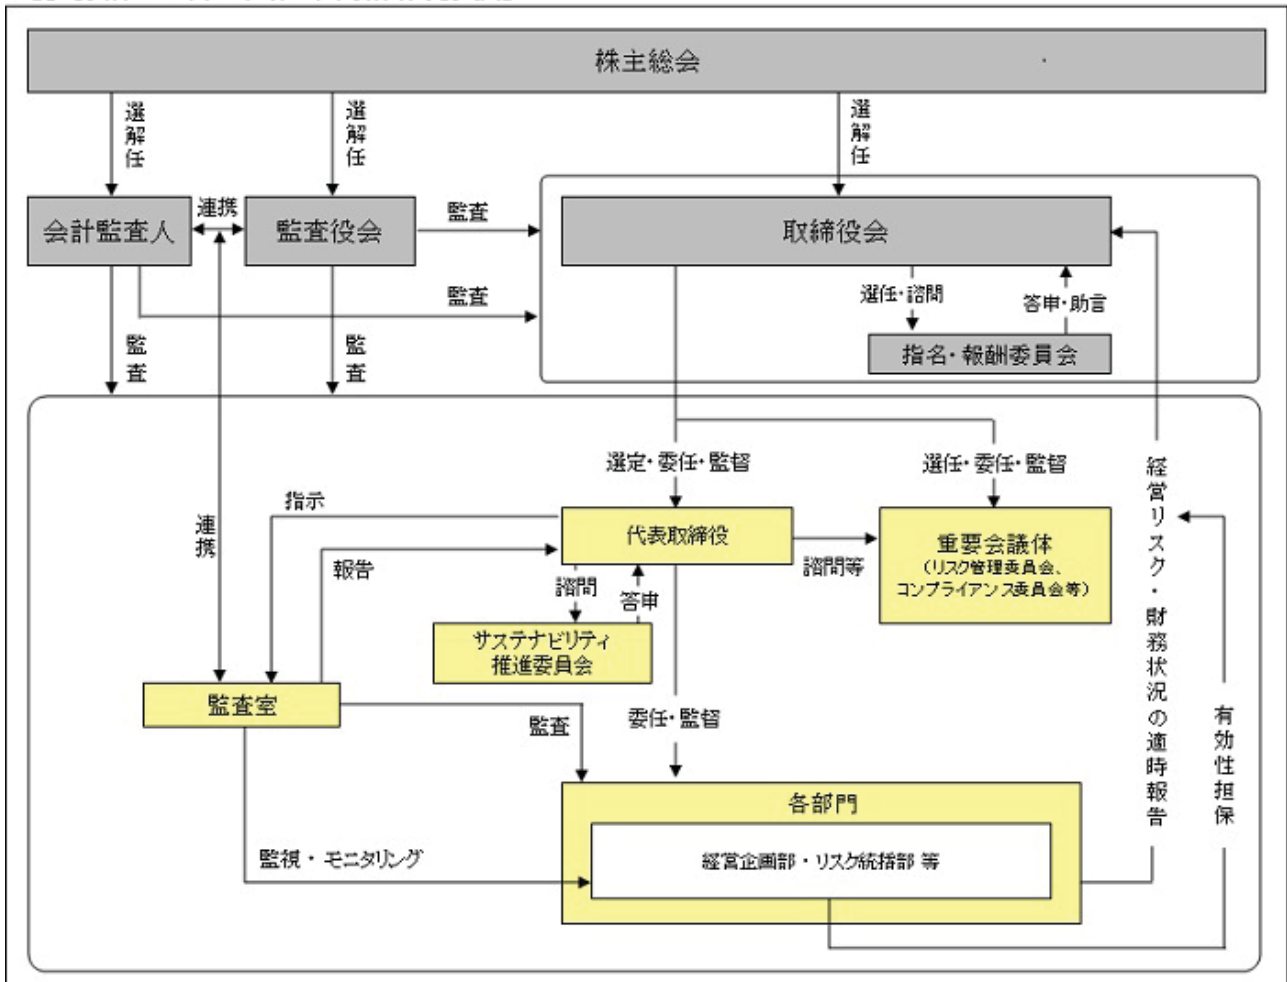 株主総会
選解任
選解任
選解任
会計監査人
連携
監査役会
監査
取締役会
監査
選任・諮問
答申・助言
指名・報酬委員会
監査
監査
選定・委任・監督
選任・委任・監督
指示
連携
報告
代表取締役
諮問等
重要会議体
(リスク管理委員会、
コンプライアンス委員会等)
諮問
答申
サステナビリティ
推進委員会
監査室
監査
委任・監督
経営リスク・財務状況の適時報告
有効性担保
各部門
経営企画部・リスク統括部 等
監視・モニタリング